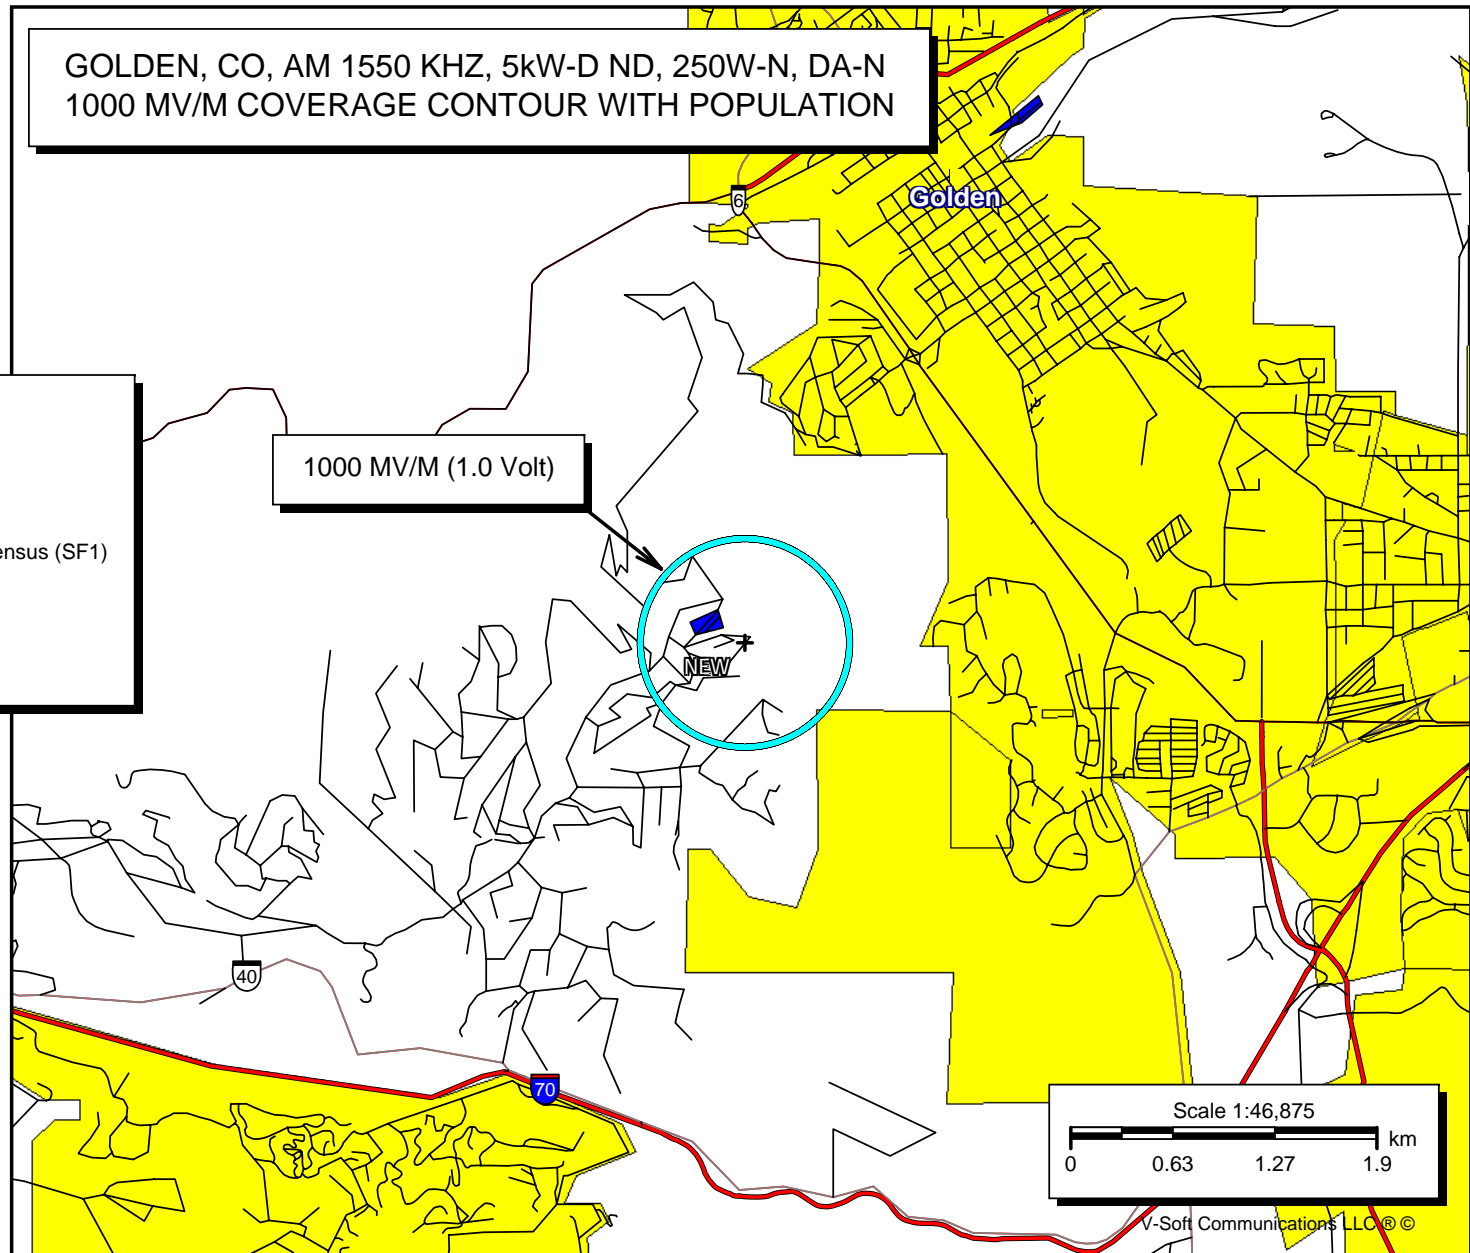 GOLDEN, CO, AM 1550 KHZ, 5kW-D ND, 250W-N, DA-N
1000 MV/M COVERAGE CONTOUR WITH POPULATION
6
Golden
1000 MV/M (1.0 Volt)
ensus (SF1)
NEW
40
70
Scale 1:46,875
km
0 0.63 1.27 1.9
V-Soft Communications LLC ® ©